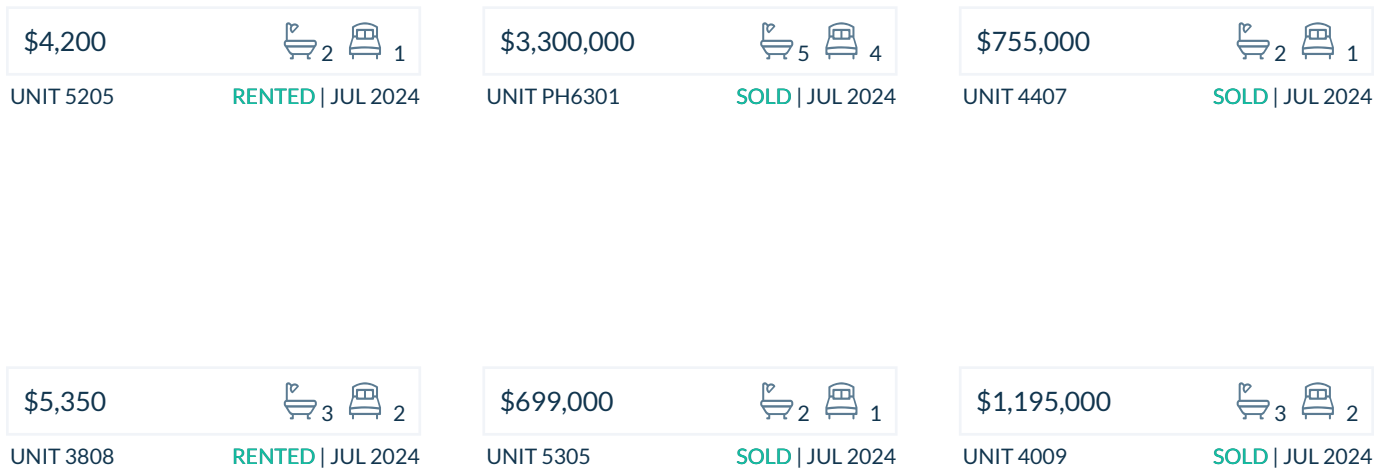 $4,200 2 1
UNIT 5205 RENTED | JUL 2024
$3,300,000 5 4
UNIT PH6301 SOLD | JUL 2024
$755,000 2 1
UNIT 4407 SOLD | JUL 2024
$5,350 3 2
UNIT 3808 RENTED | JUL 2024
$699,000 2 1
UNIT 5305 SOLD | JUL 2024
$1,195,000 3 2
UNIT 4009 SOLD | JUL 2024